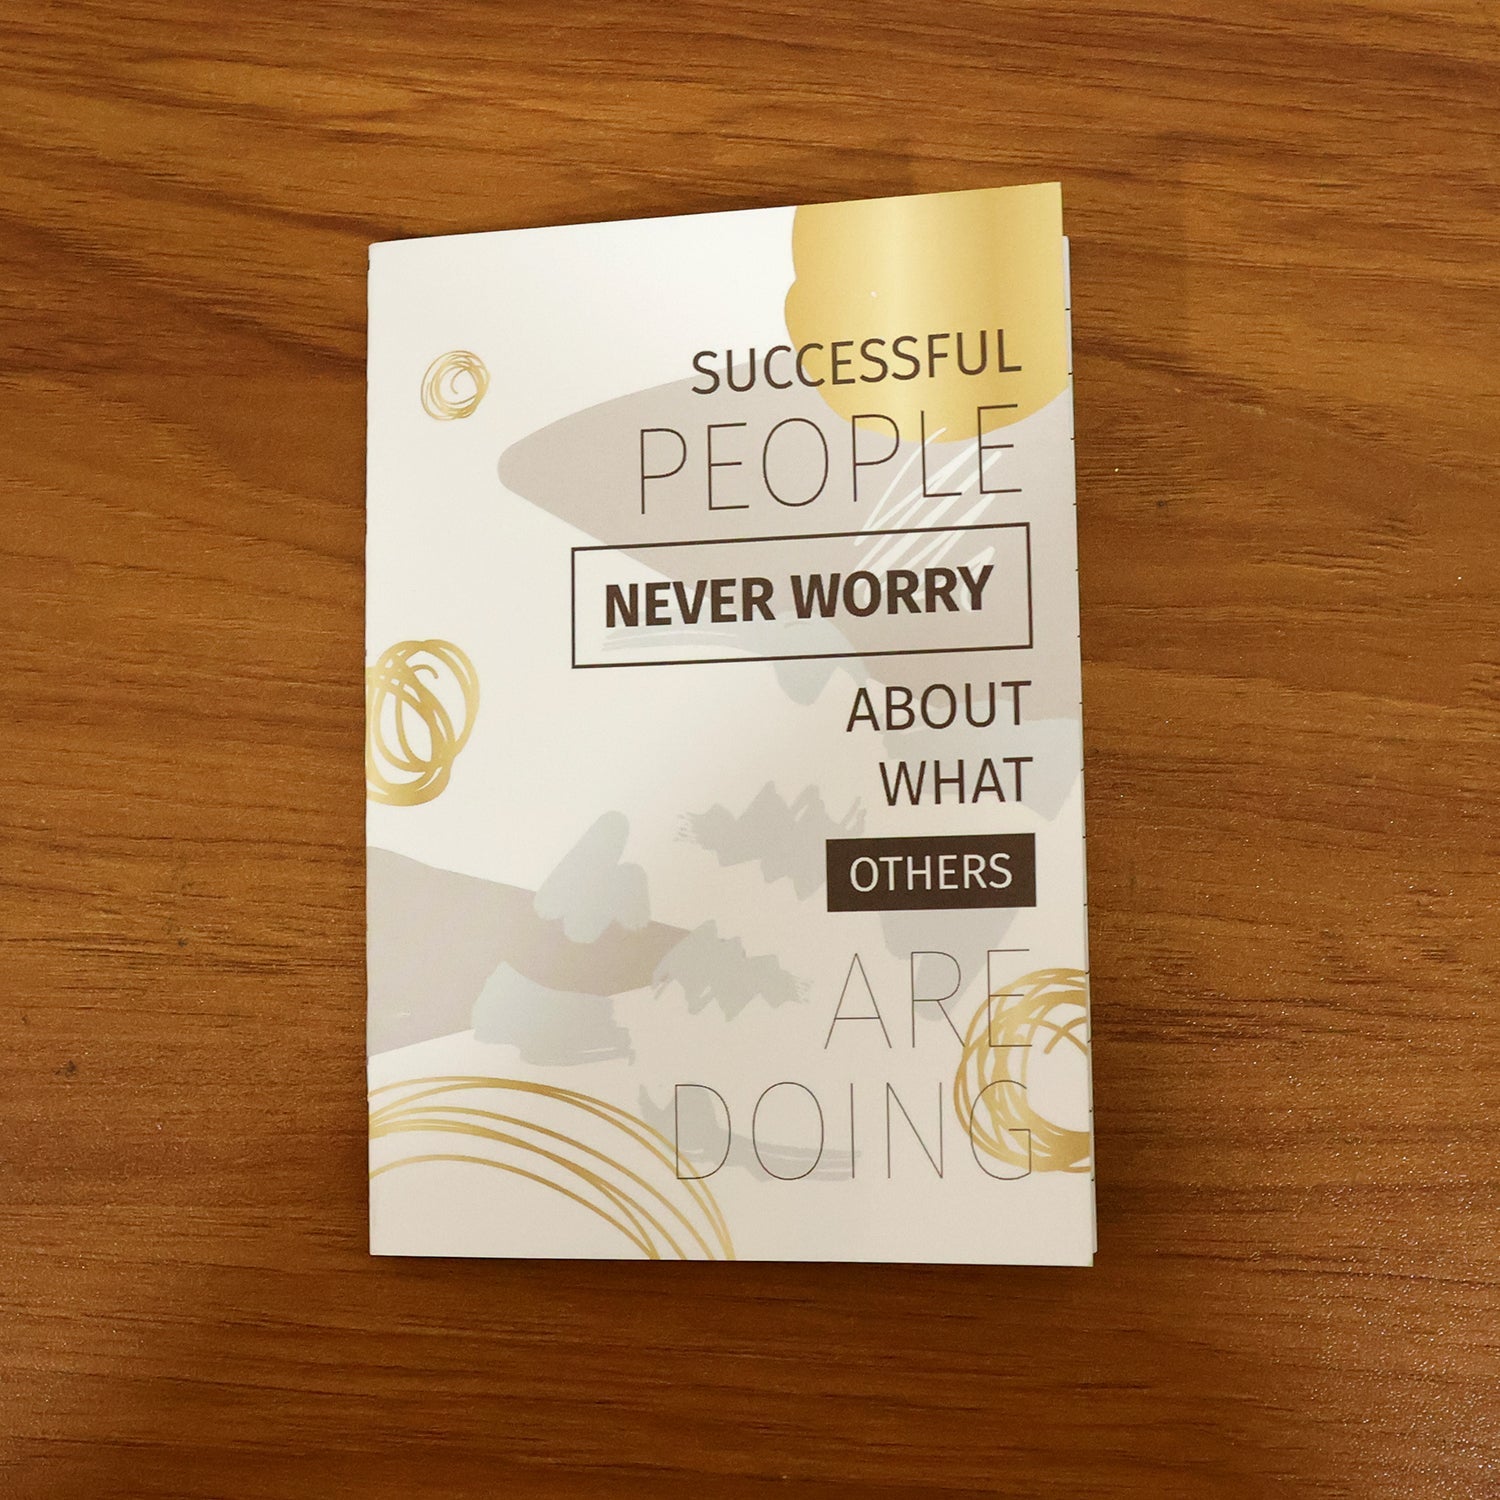 SUCCESSFUL
PEOPLE
NEVER WORRY
ABOUT
WHAT
OTHERS
ARE
DOING